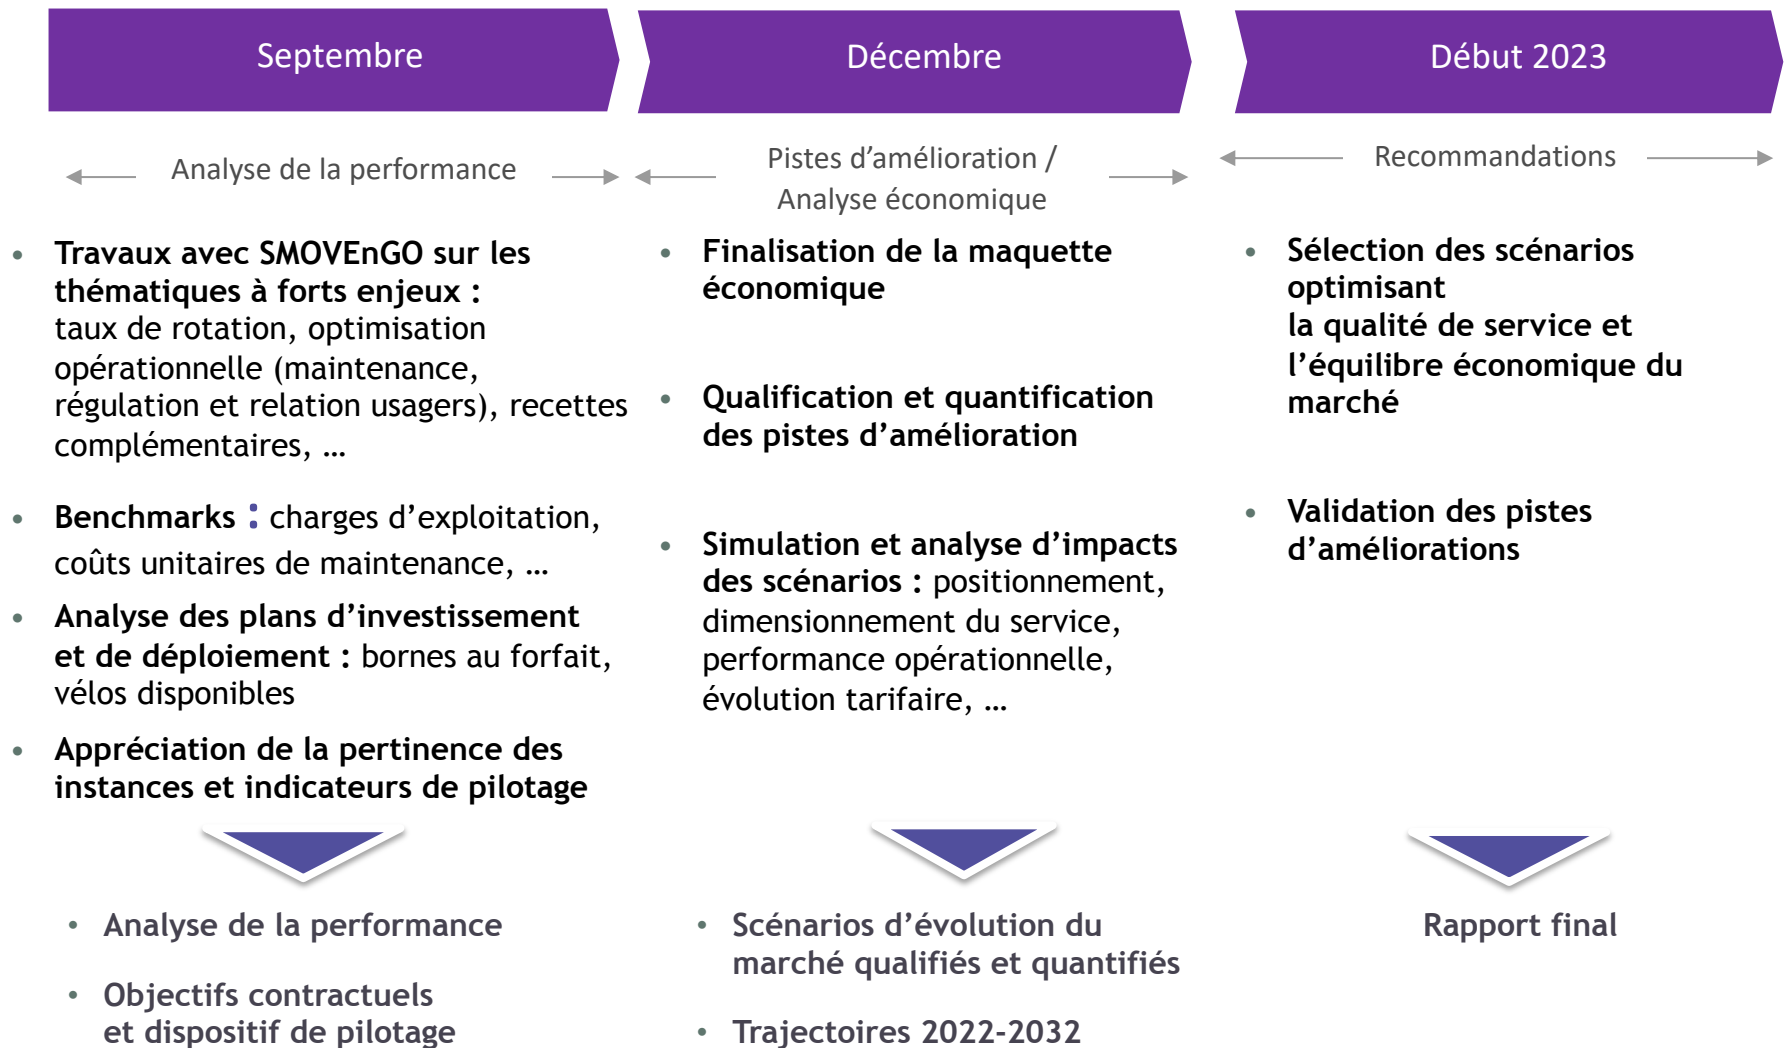 Septembre
Analyse de la performance
• Travaux avec SMOVEnGO sur les
thématiques à forts enjeux :
taux de rotation, optimisation
opérationnelle (maintenance,
régulation et relation usagers), recettes
complémentaires, …
• Benchmarks : charges d’exploitation,
coûts unitaires de maintenance, …
• Analyse des plans d’investissement
et de déploiement : bornes au forfait,
vélos disponibles
• Appréciation de la pertinence des
instances et indicateurs de pilotage
• Analyse de la performance
• Objectifs contractuels
et dispositif de pilotage
Décembre
Pistes d’amélioration /
Analyse économique
• Finalisation de la maquette
économique
• Qualification et quantification
des pistes d’amélioration
• Simulation et analyse d’impacts
des scénarios : positionnement,
dimensionnement du service,
performance opérationnelle,
évolution tarifaire, …
• Scénarios d’évolution du
marché qualifiés et quantifiés
• Trajectoires 2022-2032
Début 2023
Recommandations
• Sélection des scénarios
optimisant
la qualité de service et
l’équilibre économique du
marché
• Validation des pistes
d’améliorations
Rapport final